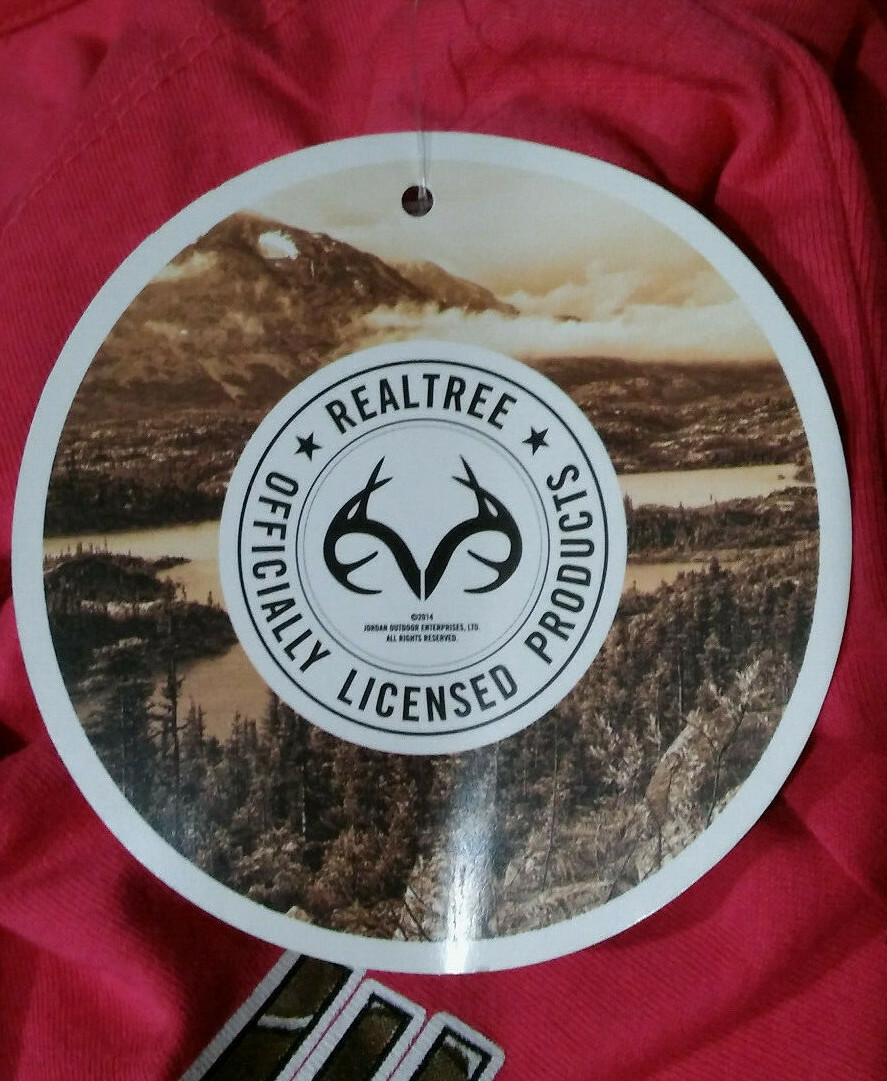 ★ REALTREE ★
OFFICIALLY LICENSED PRODUCTS
©2014
JORDAN OUTDOOR ENTERPRISES, LTD.
ALL RIGHTS RESERVED.